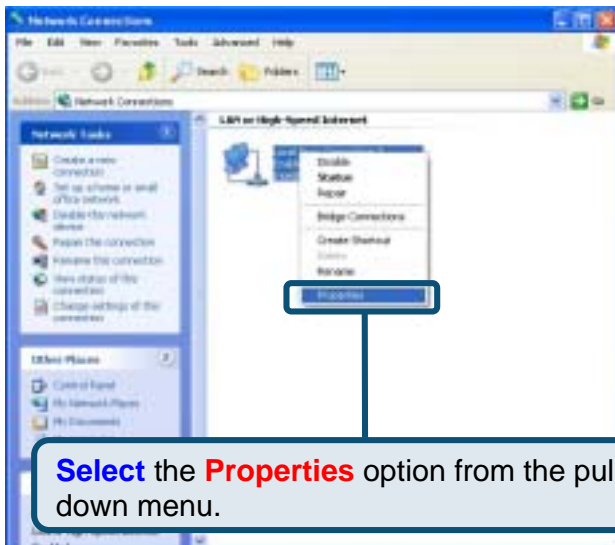 Network Connections
File Edit View Favorites Tools Advanced Help
Search Folders
Network Connections
LAN or High-Speed Internet
Network Tasks
Create a new
connection
Set up a home or small
office network
Disable this network
device
Repair this connection
Rename this connection
View status of this
connection
Change settings of this
connection
Disable
Status
Repair
Bridge Connections
Create Shortcut
Delete
Rename
Properties
Other Places
Control Panel
My Network Places
My Documents
Select the Properties option from the pul
down menu.